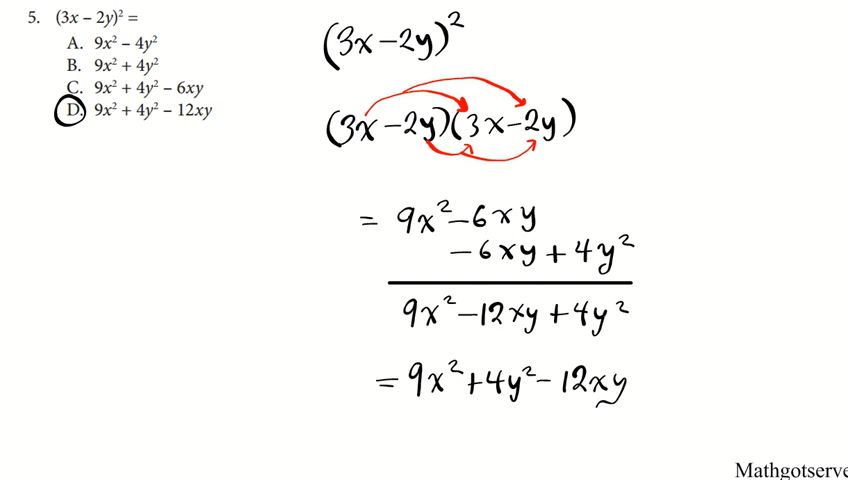 5. (3x – 2y)² =
A. 9x² – 4y²
B. 9x² + 4y²
C. 9x² + 4y² – 6xy
D. 9x² + 4y² – 12xy
(3x – 2y)²
(3x – 2y)(3x – 2y)
= 9x² – 6xy
– 6xy + 4y²
9x² – 12xy + 4y²
= 9x² + 4y² – 12xy
Mathgotserve